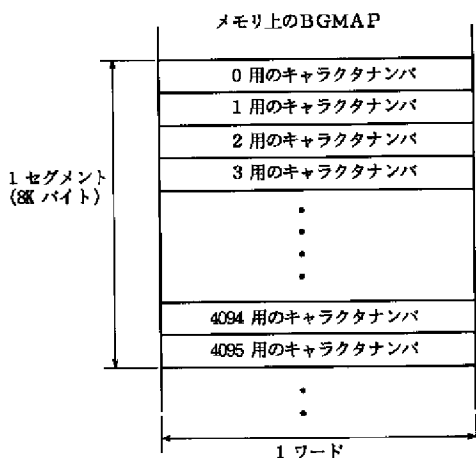 メモリ上のBGMAP
0 用のキャラクタナンバ
1 用のキャラクタナンバ
2 用のキャラクタナンバ
3 用のキャラクタナンバ
1 セグメント
(8K バイト)
4094 用のキャラクタナンバ
4095 用のキャラクタナンバ
1 ワード